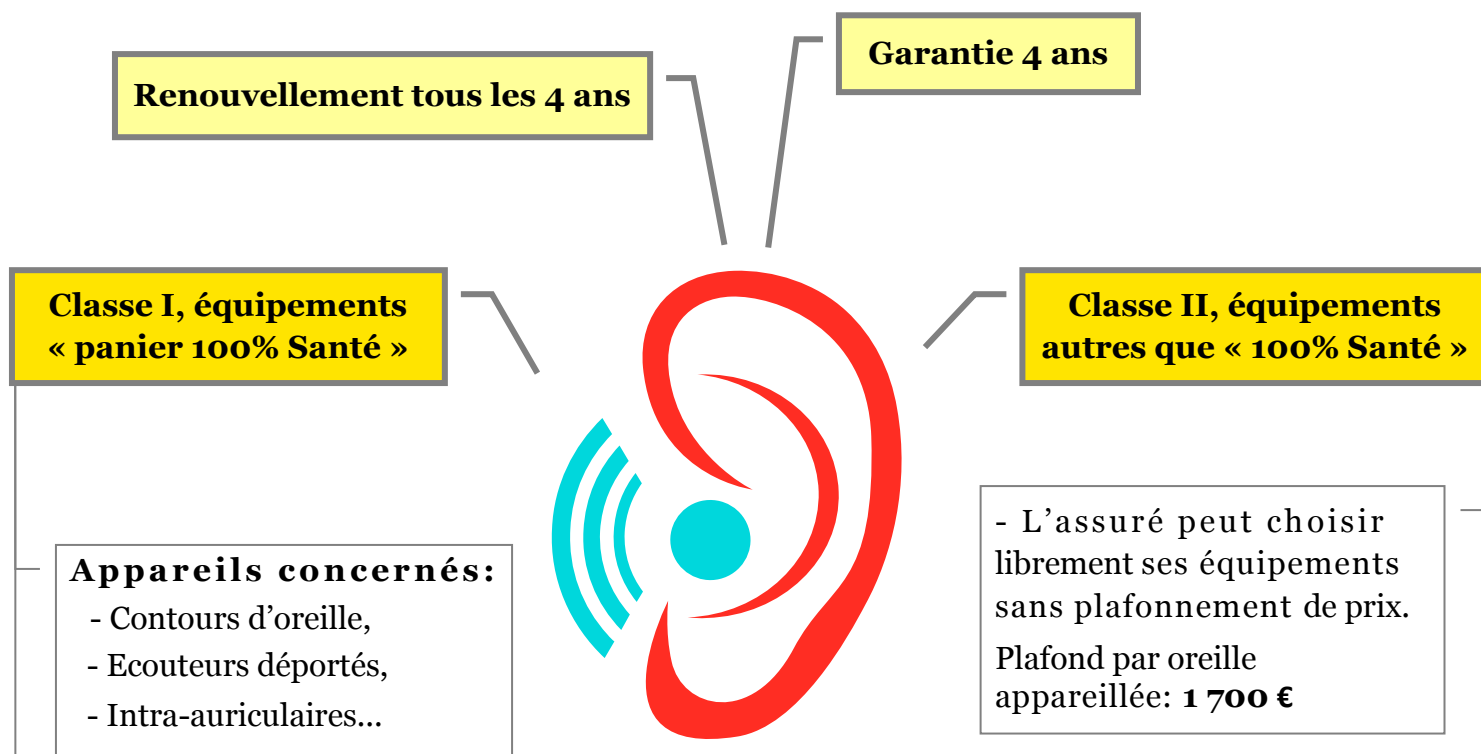 Renouvellement tous les 4 ans
Garantie 4 ans
Classe I, équipements
« panier 100% Santé »
Classe II, équipements
autres que « 100% Santé »
Appareils concernés:
- Contours d’oreille,
- Ecouteurs déportés,
- Intra-auriculaires...
- L’assuré peut choisir
librement ses équipements
sans plafonnement de prix.
Plafond par oreille
appareillée: 1 700 €